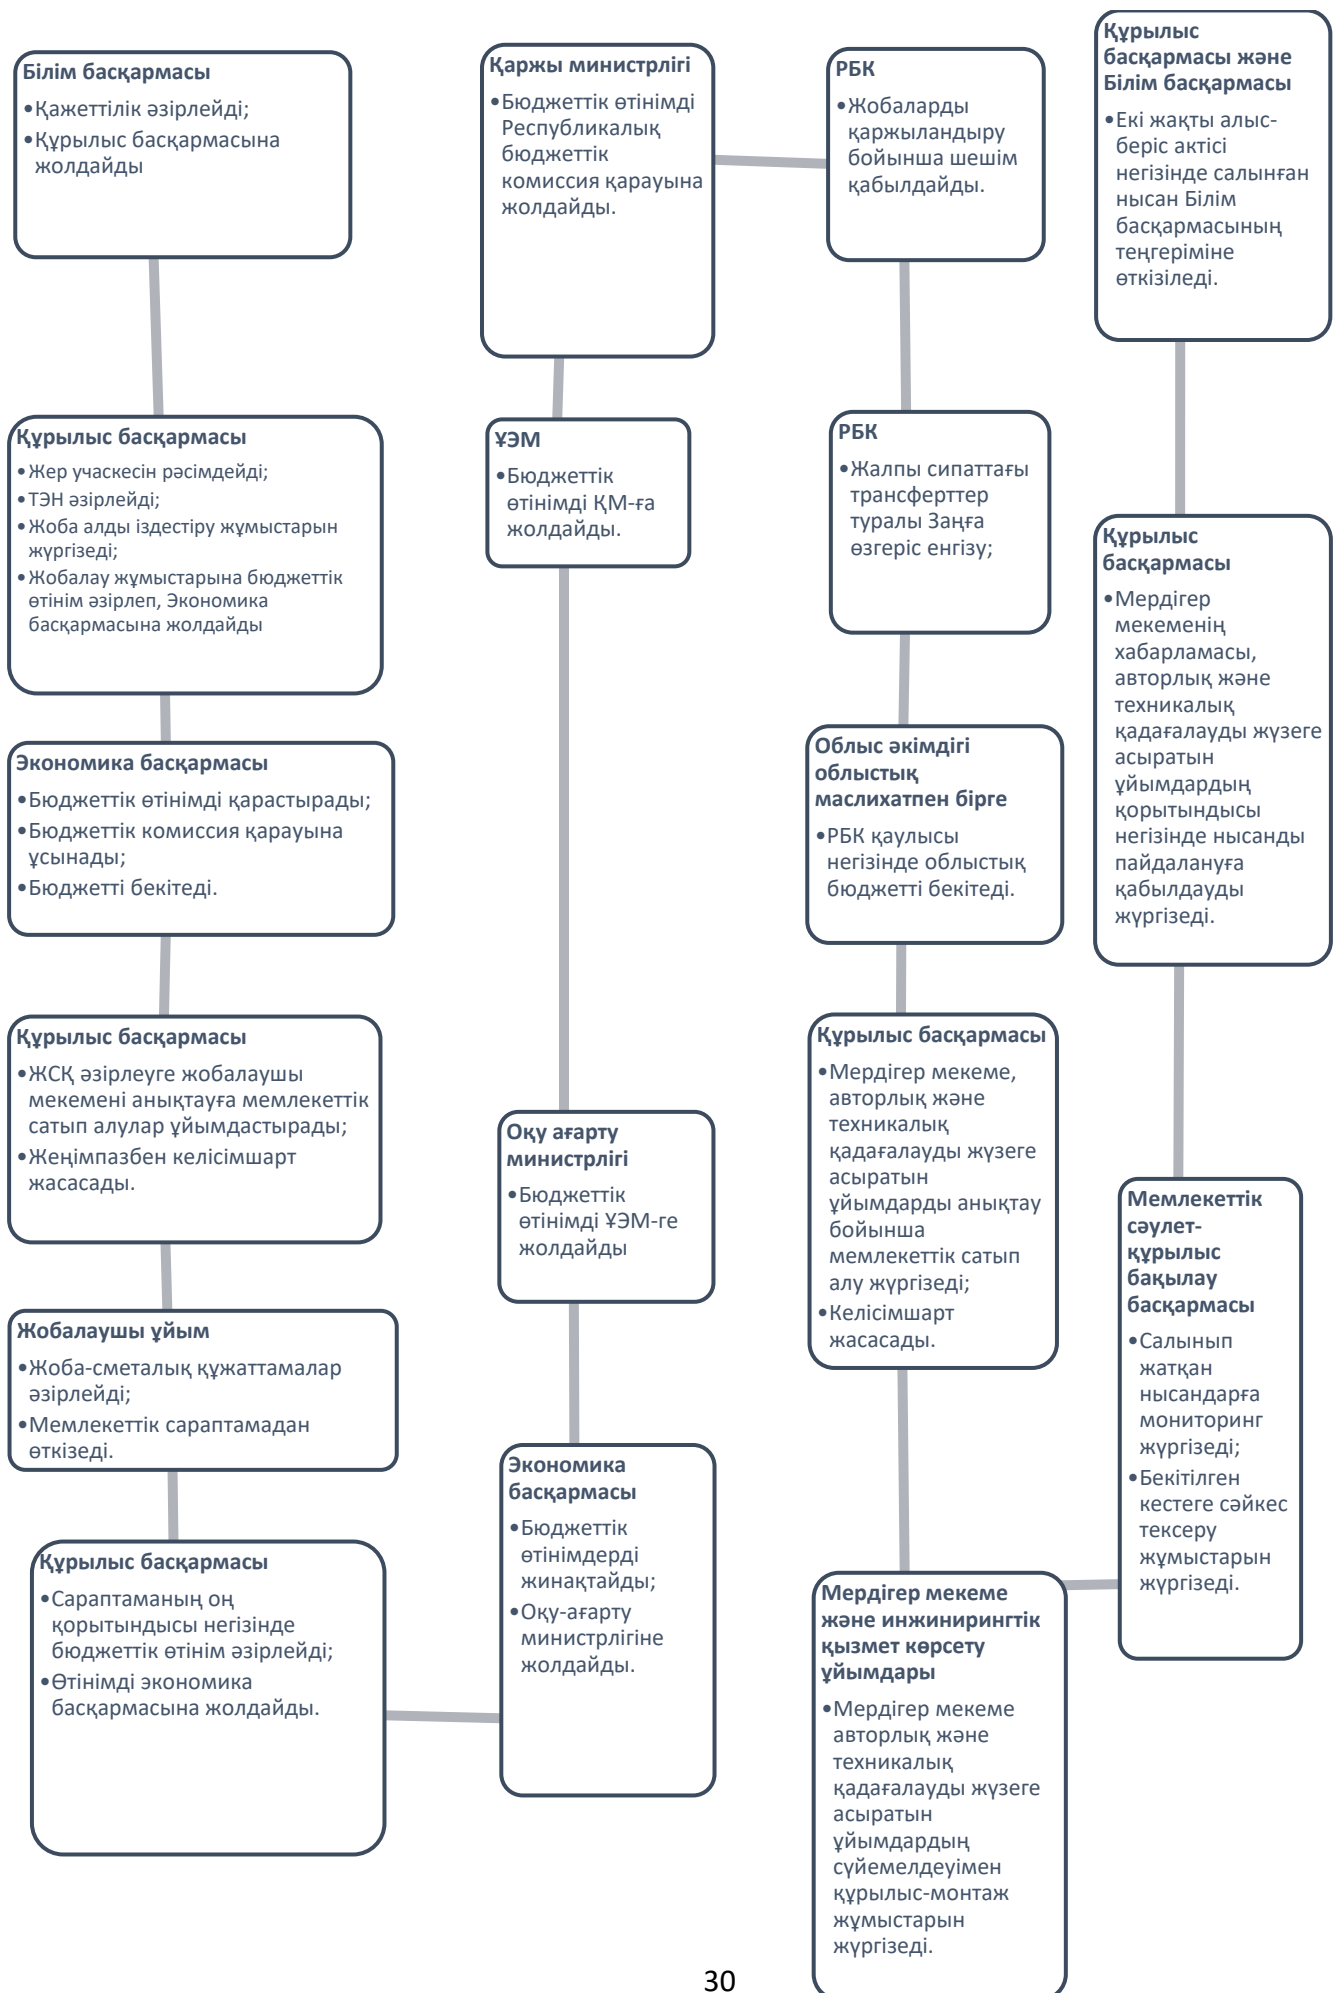 Білім басқармасы
•Қажеттілік әзірлейді;
•Құрылыс басқармасына
жолдайды
Құрылыс басқармасы
•Жер учаскесін рәсімдейді;
•ТЭН әзірлейді;
•Жоба алды іздестіру жұмыстарын
жүргізеді;
•Жобалау жұмыстарына бюджеттік
өтінім әзірлеп, Экономика
басқармасына жолдайды
Экономика басқармасы
•Бюджеттік өтінімді қарастырады;
•Бюджеттік комиссия қарауына
ұсынады;
•Бюджетті бекітеді.
Құрылыс басқармасы
•ЖСҚ әзірлеуге жобалаушы
мекемені анықтауға мемлекеттік
сатып алулар ұйымдастырады;
•Жеңімпазбен келісімшарт
жасасады.
Жобалаушы ұйым
•Жоба-сметалық құжаттамалар
әзірлейді;
•Мемлекеттік сараптамадан
өткізеді.
Құрылыс басқармасы
•Сараптаманың оң
қорытындысы негізінде
бюджеттік өтінім әзірлейді;
•Өтінімді экономика
басқармасына жолдайды.
Экономика
басқармасы
•Бюджеттік
өтінімдерді
жинақтайды;
•Оқу-ағарту
министрлігіне
жолдайды.
Оқу ағарту
министрлігі
•Бюджеттік
өтінімді ҰЭМ-ге
жолдайды
ҰЭМ
•Бюджеттік
өтінімді ҚМ-ға
жолдайды.
Қаржы министрлігі
•Бюджеттік өтінімді
Республикалық
бюджеттік
комиссия қарауына
жолдайды.
РБК
•Жобаларды
қаржыландыру
бойынша шешім
қабылдайды.
РБК
•Жалпы сипаттағы
трансферттер
туралы Заңға
өзгеріс енгізу;
Облыс әкімдігі
облыстық
маслихатпен бірге
•РБК қаулысы
негізінде облыстық
бюджетті бекітеді.
Құрылыс басқармасы
•Мердігер мекеме,
авторлық және
техникалық
қадағалауды жүзеге
асыратын
ұйымдарды анықтау
бойынша
мемлекеттік сатып
алу жүргізеді;
•Келісімшарт
жасасады.
Мердігер мекеме
және инжинирингтік
қызмет көрсету
ұйымдары
•Мердігер мекеме
авторлық және
техникалық
қадағалауды жүзеге
асыратын
ұйымдардың
сүйемелдеуімен
құрылыс-монтаж
жұмыстарын
жүргізеді.
Мемлекеттік
сәулет-
құрылыс
бақылау
басқармасы
•Салынып
жатқан
нысандарға
мониторинг
жүргізеді;
•Бекітілген
кестеге сәйкес
тексеру
жұмыстарын
жүргізеді.
Құрылыс
басқармасы
•Мердігер
мекеменің
хабарламасы,
авторлық және
техникалық
қадағалауды жүзеге
асыратын
ұйымдардың
қорытындысы
негізінде нысанды
пайдалануға
қабылдауды
жүргізеді.
Құрылыс
басқармасы және
Білім басқармасы
•Екі жақты алыс-
беріс актісі
негізінде салынған
нысан Білім
басқармасының
теңгеріміне
өткізіледі.
30